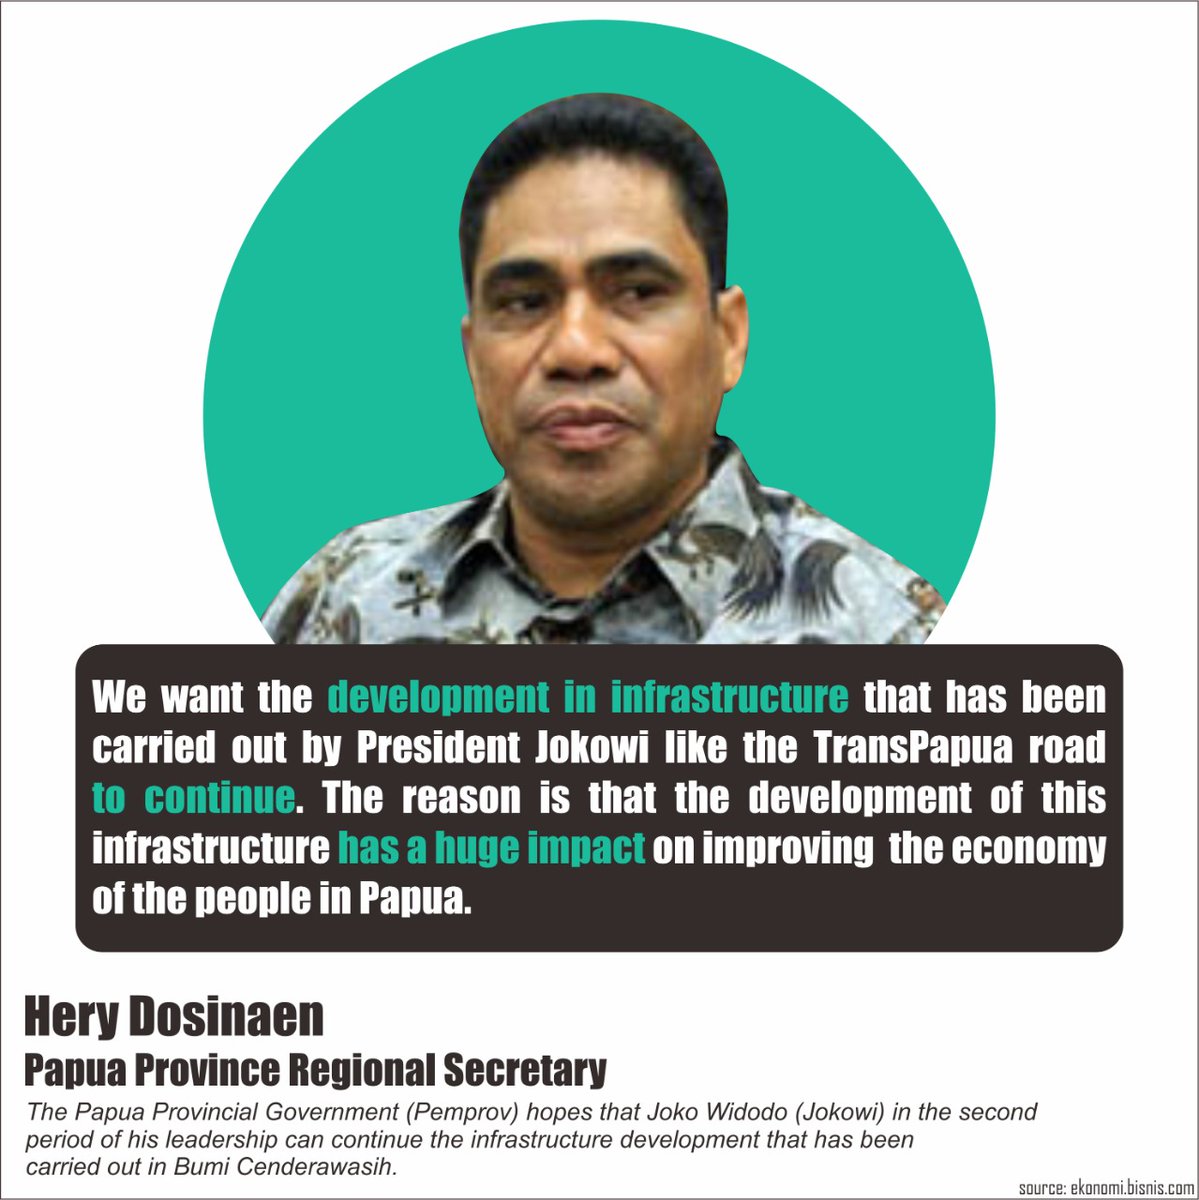 We want the development in infrastructure that has been
carried out by President Jokowi like the TransPapua road
to continue. The reason is that the development of this
infrastructure has a huge impact on improving the economy
of the people in Papua.
Hery Dosinaen
Papua Province Regional Secretary
The Papua Provincial Government (Pemprov) hopes that Joko Widodo (Jokowi) in the second
period of his leadership can continue the infrastructure development that has been
carried out in Bumi Cenderawasih.
source: ekonomi.bisnis.com